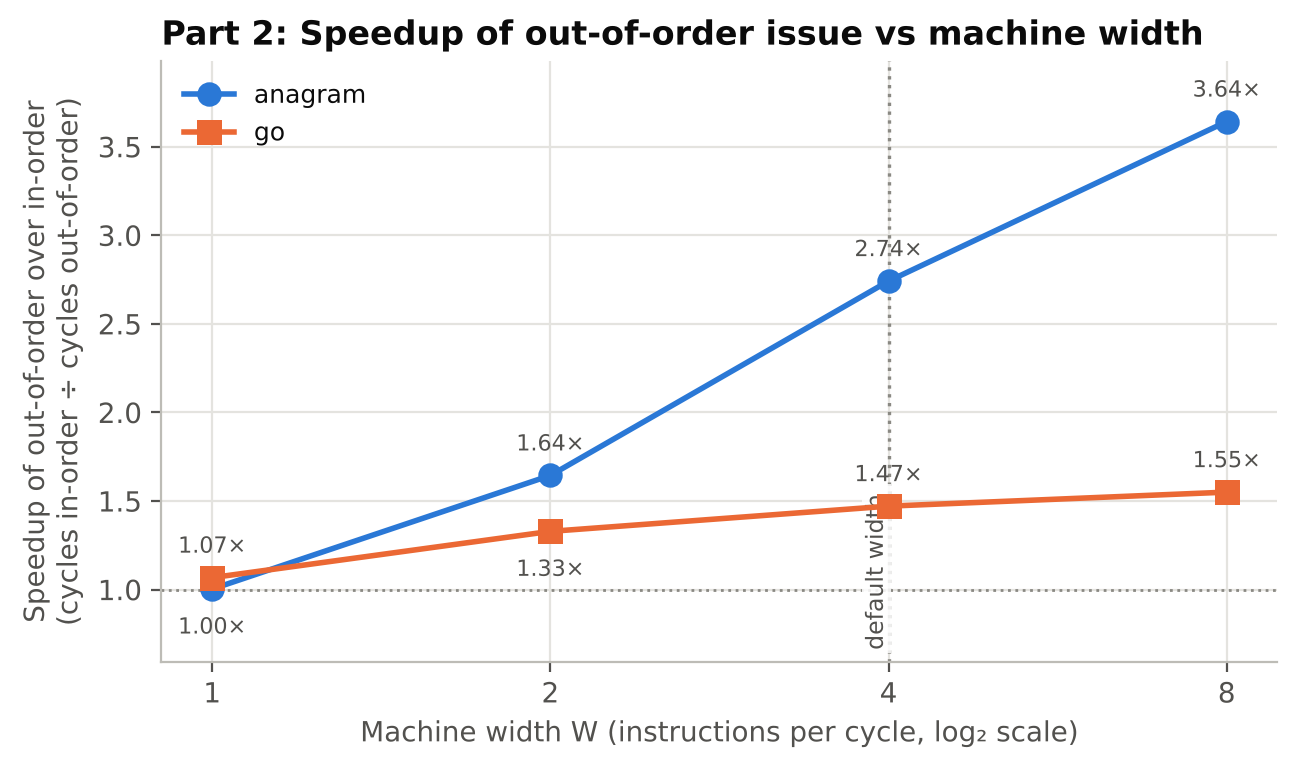 Part 2: Speedup of out-of-order issue vs machine width
Speedup of out-of-order over in-order
(cycles in-order ÷ cycles out-of-order)
anagram
go
3.5
3.0
2.5
2.0
1.5
1.0
1.07×
1.00×
1.64×
1.33×
2.74×
1.47×
default width
3.64×
1.55×
1
2
4
8
Machine width W (instructions per cycle, log₂ scale)